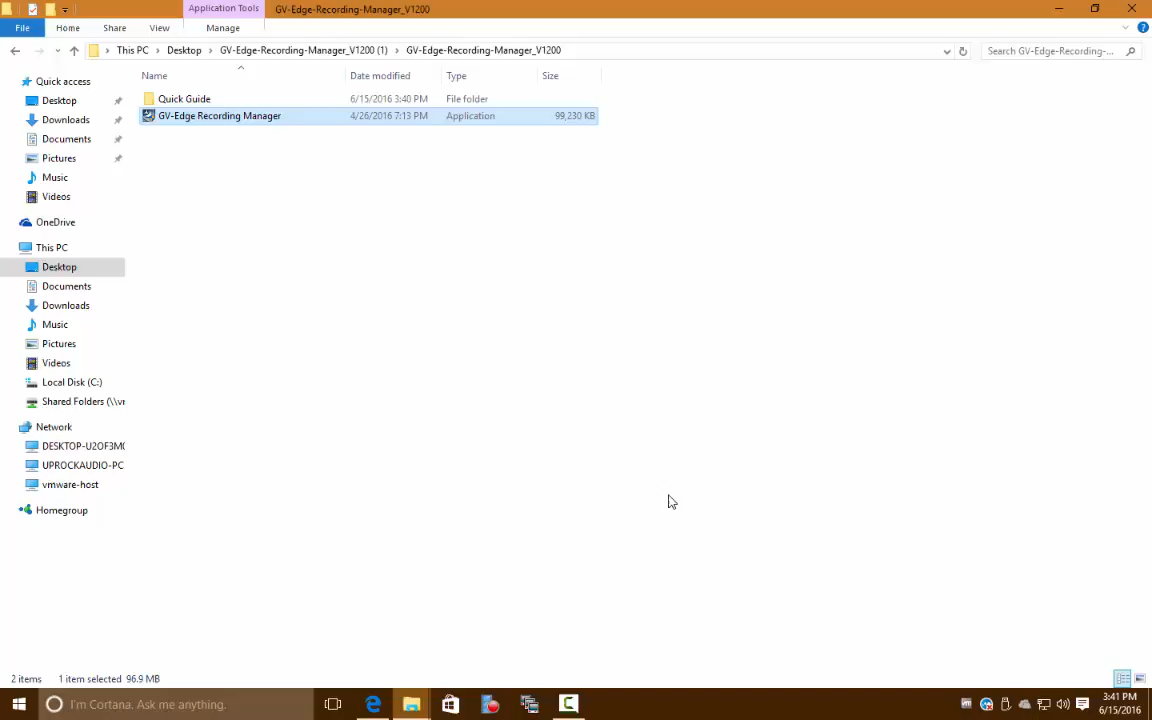 Application Tools
GV-Edge-Recording-Manager_V1200
File
Home
Share
View
Manage
This PC
Desktop
GV-Edge-Recording-Manager_V1200 (1)
GV-Edge-Recording-Manager_V1200
Search GV-Edge-Recording-...
Name
Date modified
Type
Size
Quick Guide
6/15/2016 3:40 PM
File folder
GV-Edge Recording Manager
4/26/2016 7:13 PM
Application
99,230 KB
Quick access
Desktop
Downloads
Documents
Pictures
Music
Videos
OneDrive
This PC
Desktop
Documents
Downloads
Music
Pictures
Videos
Local Disk (C:)
Shared Folders (\\vr
Network
DESKTOP-U2OF3M
UPROCKAUDIO-PC
vmware-host
Homegroup
2 items
1 item selected 96.9 MB
I'm Cortana. Ask me anything.
3:41 PM
6/15/2016